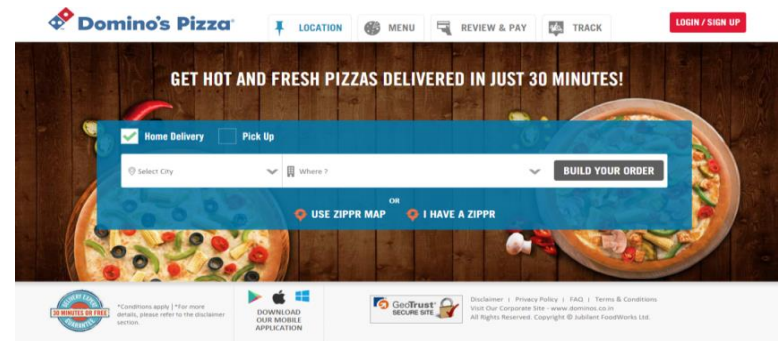 Domino's Pizza
LOCATION
MENU
REVIEW & PAY
TRACK
LOGIN / SIGN UP
GET HOT AND FRESH PIZZAS DELIVERED IN JUST 30 MINUTES!
Home Delivery
Pick Up
Select City
Where ?
BUILD YOUR ORDER
OR
USE ZIPPR MAP
I HAVE A ZIPPR
30 MINUTES OR FREE
GUARANTEE
*Conditions apply | *For more
details, please refer to the disclaimer
section.
DOWNLOAD
OUR MOBILE
APPLICATION
GeoTrust
SECURE SITE
Disclaimer | Privacy Policy | FAQ | Terms & Conditions
Visit Our Corporate Site - www.dominos.co.in
All Rights Reserved. Copyright © Jubilant FoodWorks Ltd.